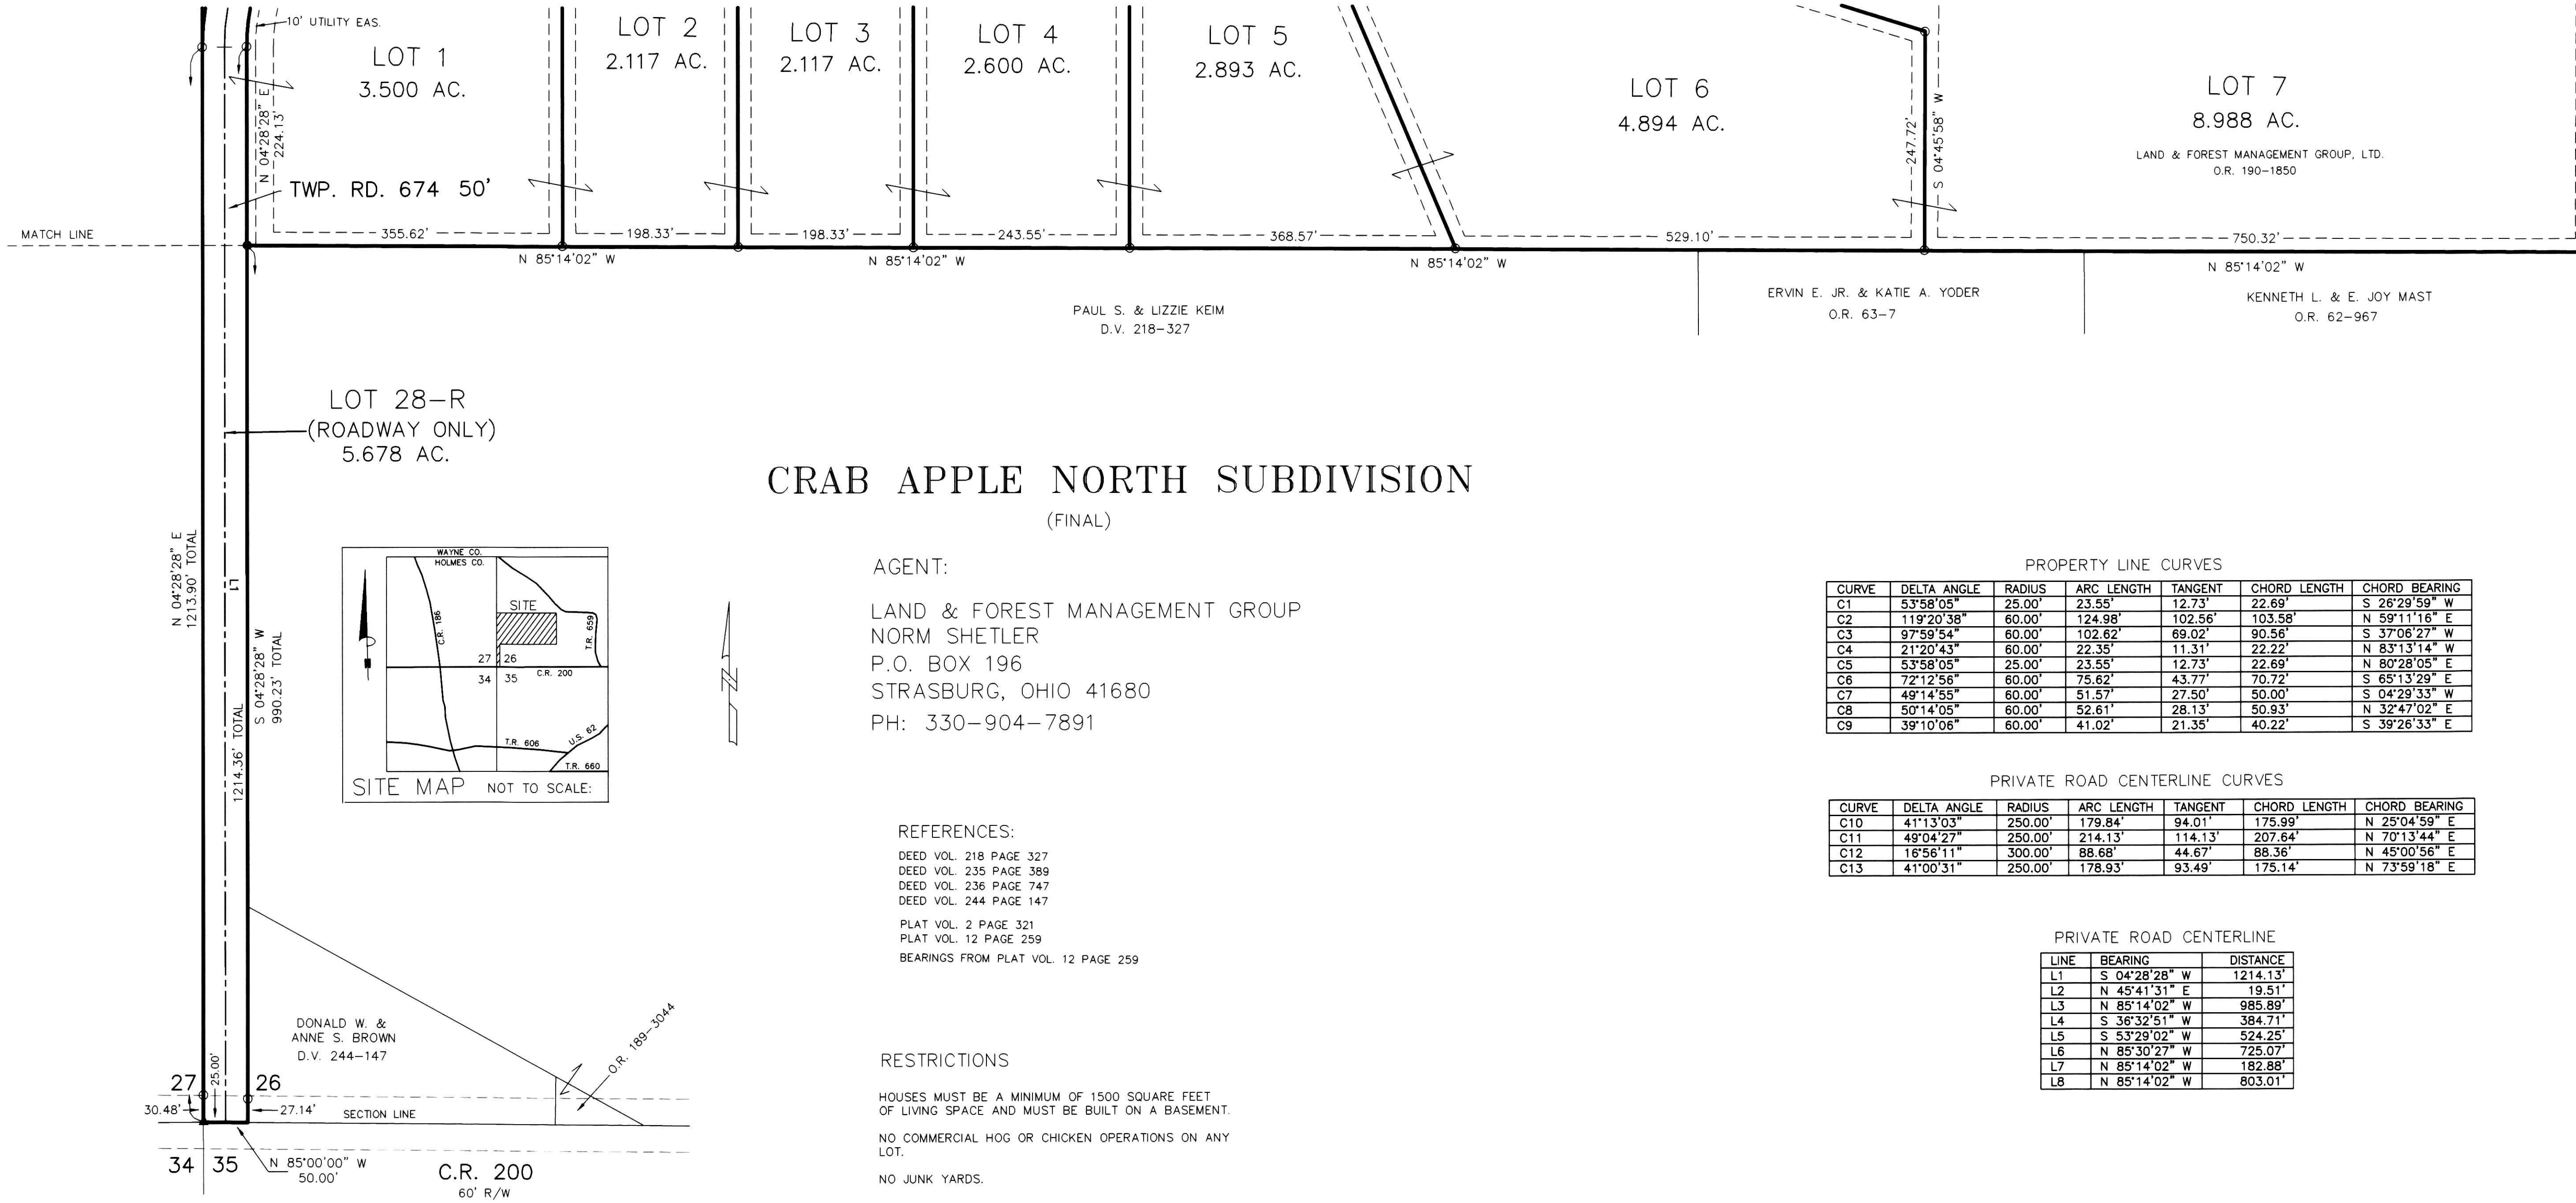 10' UTILITY EAS.
LOT 1
3.500 AC.
LOT 2
2.117 AC.
LOT 3
2.117 AC.
LOT 4
2.600 AC.
LOT 5
2.893 AC.
LOT 6
4.894 AC.
LOT 7
8.988 AC.
LAND & FOREST MANAGEMENT GROUP, LTD.
O.R. 190-1850
N 04°28'28" E
224.13'
247.72'
S 04°45'58" W
TWP. RD. 674 50'
MATCH LINE
355.62'
198.33'
198.33'
243.55'
368.57'
529.10'
750.32'
N 85°14'02" W
N 85°14'02" W
N 85°14'02" W
N 85°14'02" W
PAUL S. & LIZZIE KEIM
D.V. 218-327
ERVIN E. JR. & KATIE A. YODER
O.R. 63-7
KENNETH L. & E. JOY MAST
O.R. 62-967
LOT 28-R
(ROADWAY ONLY)
5.678 AC.
CRAB APPLE NORTH SUBDIVISION
(FINAL)
N 04°28'28" E
1213.90' TOTAL
L1
S 04°28'28" W
990.23' TOTAL
1214.36' TOTAL
WAYNE CO.
HOLMES CO.
SITE
C.R. 186
T.R. 659
27 26
34 35
C.R. 200
T.R. 606
U.S. 62
T.R. 660
SITE MAP NOT TO SCALE:
N
AGENT:
LAND & FOREST MANAGEMENT GROUP
NORM SHETLER
P.O. BOX 196
STRASBURG, OHIO 41680
PH: 330-904-7891
REFERENCES:
DEED VOL. 218 PAGE 327
DEED VOL. 235 PAGE 389
DEED VOL. 236 PAGE 747
DEED VOL. 244 PAGE 147
PLAT VOL. 2 PAGE 321
PLAT VOL. 12 PAGE 259
BEARINGS FROM PLAT VOL. 12 PAGE 259
RESTRICTIONS
HOUSES MUST BE A MINIMUM OF 1500 SQUARE FEET
OF LIVING SPACE AND MUST BE BUILT ON A BASEMENT.
NO COMMERCIAL HOG OR CHICKEN OPERATIONS ON ANY
LOT.
NO JUNK YARDS.
PROPERTY LINE CURVES
CURVE DELTA ANGLE RADIUS ARC LENGTH TANGENT CHORD LENGTH CHORD BEARING
C1 53°58'05" 25.00' 23.55' 12.73' 22.69' S 26°29'59" W
C2 119°20'38" 60.00' 124.98' 102.56' 103.58' N 59°11'16" E
C3 97°59'54" 60.00' 102.62' 69.02' 90.56' S 37°06'27" W
C4 21°20'43" 60.00' 22.35' 11.31' 22.22' N 83°13'14" W
C5 53°58'05" 25.00' 23.55' 12.73' 22.69' N 80°28'05" E
C6 72°12'56" 60.00' 75.62' 43.77' 70.72' S 65°13'29" E
C7 49°14'55" 60.00' 51.57' 27.50' 50.00' S 04°29'33" W
C8 50°14'05" 60.00' 52.61' 28.13' 50.93' N 32°47'02" E
C9 39°10'06" 60.00' 41.02' 21.35' 40.22' S 39°26'33" E
PRIVATE ROAD CENTERLINE CURVES
CURVE DELTA ANGLE RADIUS ARC LENGTH TANGENT CHORD LENGTH CHORD BEARING
C10 41°13'03" 250.00' 179.84' 94.01' 175.99' N 25°04'59" E
C11 49°04'27" 250.00' 214.13' 114.13' 207.64' N 70°13'44" E
C12 16°56'11" 300.00' 88.68' 44.67' 88.36' N 45°00'56" E
C13 41°00'31" 250.00' 178.93' 93.49' 175.14' N 73°59'18" E
PRIVATE ROAD CENTERLINE
LINE BEARING DISTANCE
L1 S 04°28'28" W 1214.13'
L2 N 45°41'31" E 19.51'
L3 N 85°14'02" W 985.89'
L4 S 36°32'51" W 384.71'
L5 S 53°29'02" W 524.25'
L6 N 85°30'27" W 725.07'
L7 N 85°14'02" W 182.88'
L8 N 85°14'02" W 803.01'
DONALD W. &
ANNE S. BROWN
D.V. 244-147
O.R. 189-3044
27 26
25.00'
30.48'
27.14'
SECTION LINE
34 35
N 85°00'00" W
50.00'
C.R. 200
60' R/W